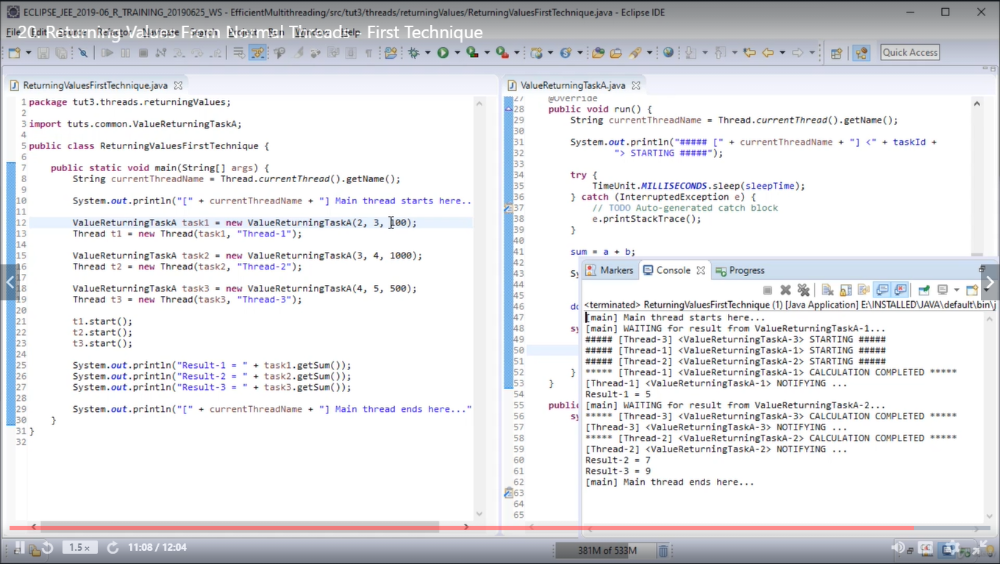 ECLIPSE_JEE_2019-06_R_TRAINING_20190625_WS - EfficientMultithreading/src/tut3/threads/returningValues/ReturningValuesFirstTechnique.java - Eclipse IDE
File Edit Source Refactor Navigate Search Project Run Window Help
20. Returning Values From Normal Threads - First Technique
Quick Access
ReturningValuesFirstTechnique.java
1 package tut3.threads.returningValues;
2
3 import tuts.common.ValueReturningTaskA;
4
5 public class ReturningValuesFirstTechnique {
6
7 public static void main(String[] args) {
8 String currentThreadName = Thread.currentThread().getName();
9
10 System.out.println("[" + currentThreadName + "] Main thread starts here..
11
12 ValueReturningTaskA task1 = new ValueReturningTaskA(2, 3, 100);
13 Thread t1 = new Thread(task1, "Thread-1");
14
15 ValueReturningTaskA task2 = new ValueReturningTaskA(3, 4, 1000);
16 Thread t2 = new Thread(task2, "Thread-2");
17
18 ValueReturningTaskA task3 = new ValueReturningTaskA(4, 5, 500);
19 Thread t3 = new Thread(task3, "Thread-3");
20
21 t1.start();
22 t2.start();
23 t3.start();
24
25 System.out.println("Result-1 = " + task1.getSum());
26 System.out.println("Result-2 = " + task2.getSum());
27 System.out.println("Result-3 = " + task3.getSum());
28
29 System.out.println("[" + currentThreadName + "] Main thread ends here..."
30 }
31 }
32
ValueReturningTaskA.java
27 @Override
28 public void run() {
29 String currentThreadName = Thread.currentThread().getName();
30
31 System.out.println("##### [" + currentThreadName + "] <" + taskId +
32 "> STARTING #####");
33
34 try {
35 TimeUnit.MILLISECONDS.sleep(sleepTime);
36 } catch (InterruptedException e) {
37 // TODO Auto-generated catch block
38 e.printStackTrace();
39 }
40
41 sum = a + b;
42
43 Sy
44
45
46 do
47
48 sy
49
50
51
52 }
53 }
54
55 public
56 sy
57
58
59
60
61
62
63
64
65
Markers Console Progress
<terminated> ReturningValuesFirstTechnique (1) [Java Application] E:\INSTALLED\JAVA\default\bin\j
[main] Main thread starts here...
[main] WAITING for result from ValueReturningTaskA-1...
##### [Thread-3] <ValueReturningTaskA-3> STARTING #####
##### [Thread-1] <ValueReturningTaskA-1> STARTING #####
##### [Thread-2] <ValueReturningTaskA-2> STARTING #####
***** [Thread-1] <ValueReturningTaskA-1> CALCULATION COMPLETED *****
[Thread-1] <ValueReturningTaskA-1> NOTIFYING ...
Result-1 = 5
[main] WAITING for result from ValueReturningTaskA-2...
***** [Thread-3] <ValueReturningTaskA-3> CALCULATION COMPLETED *****
[Thread-3] <ValueReturningTaskA-3> NOTIFYING ...
***** [Thread-2] <ValueReturningTaskA-2> CALCULATION COMPLETED *****
[Thread-2] <ValueReturningTaskA-2> NOTIFYING ...
Result-2 = 7
Result-3 = 9
[main] Main thread ends here...
1.5 × 11:08 / 12:04
381M of 533M